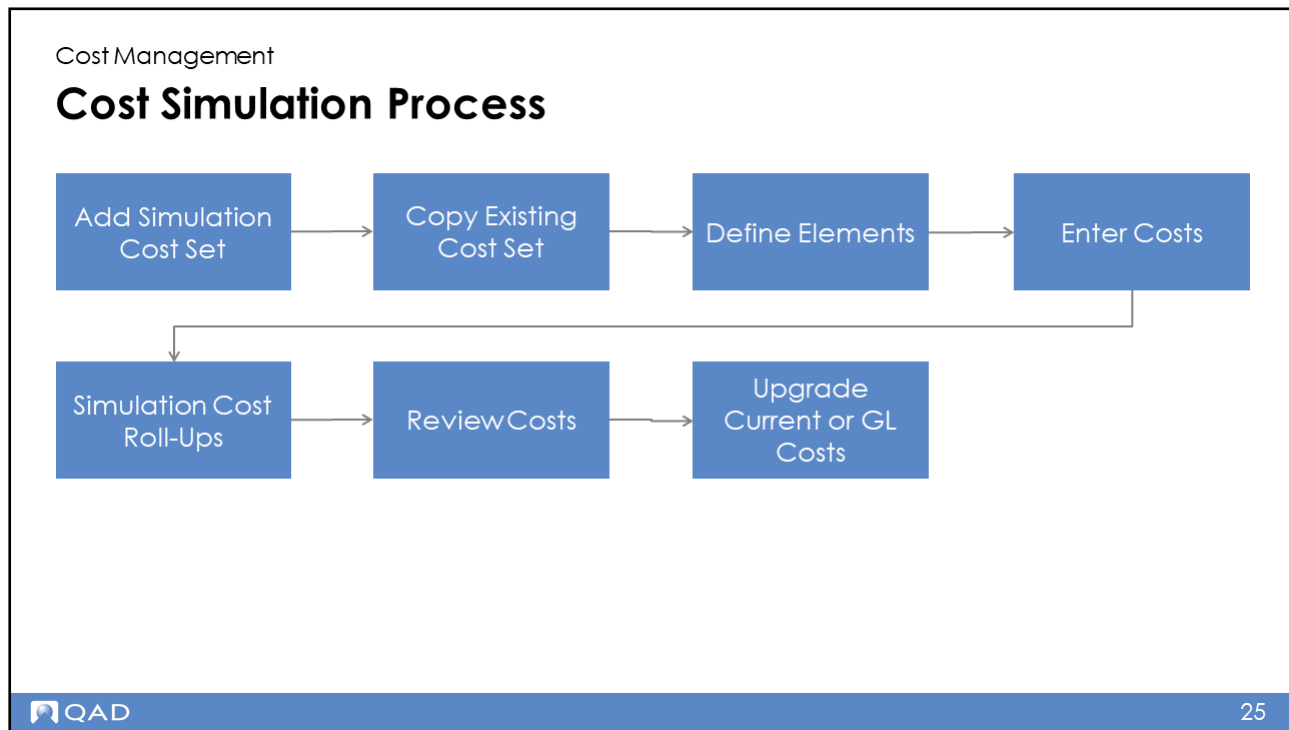 Cost Management
Cost Simulation Process
Add Simulation
Cost Set
Copy Existing
Cost Set
Define Elements
Enter Costs
Simulation Cost
Roll-Ups
Review Costs
Upgrade
Current or GL
Costs
QAD
25